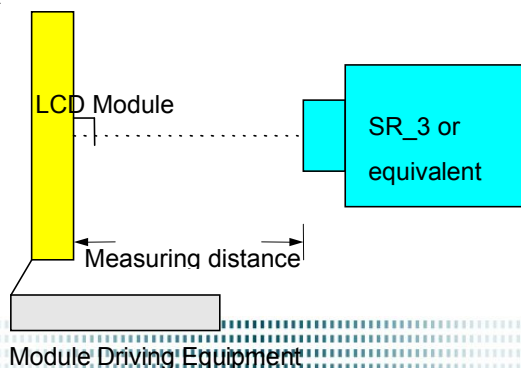 LCD Module
SR_3 or
equivalent
Measuring distance
Module Driving Equipment